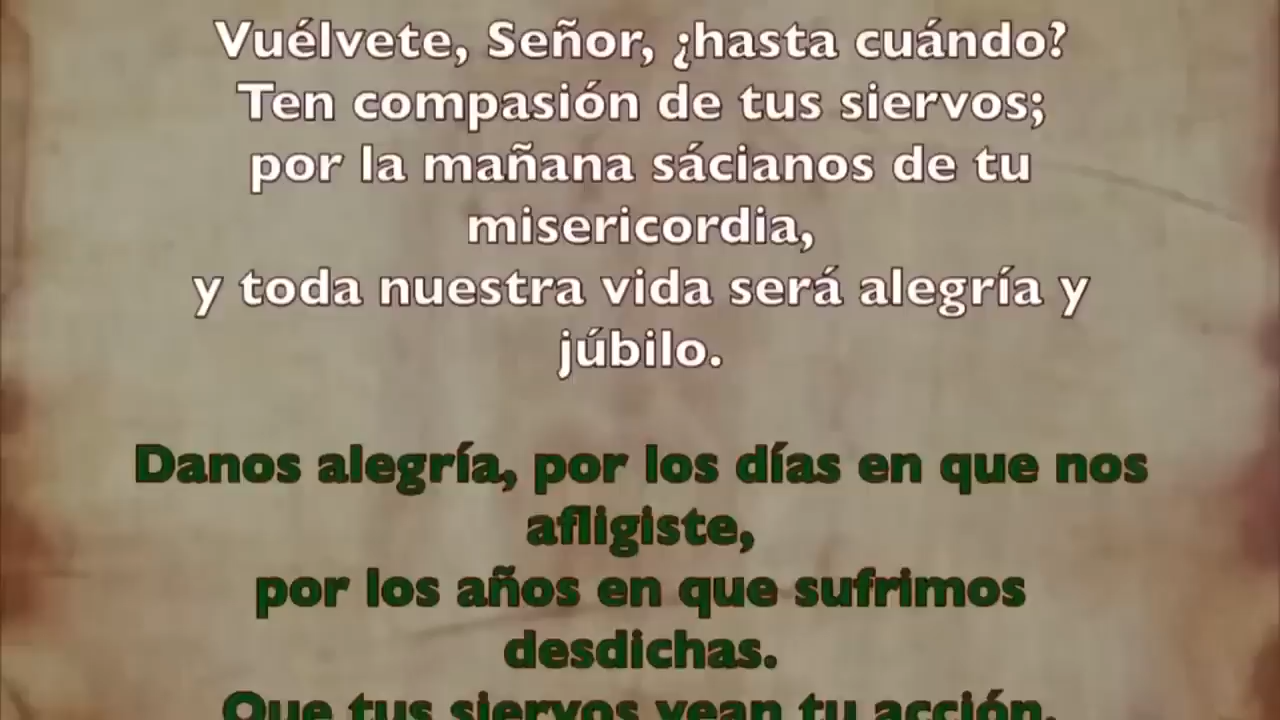 Vuélvete, Señor, ¿hasta cuándo?
Ten compasión de tus siervos;
por la mañana sácianos de tu
misericordia,
y toda nuestra vida será alegría y
júbilo.
Danos alegría, por los días en que nos
afligiste,
por los años en que sufrimos
desdichas.
Que tus siervos vean tu acción,